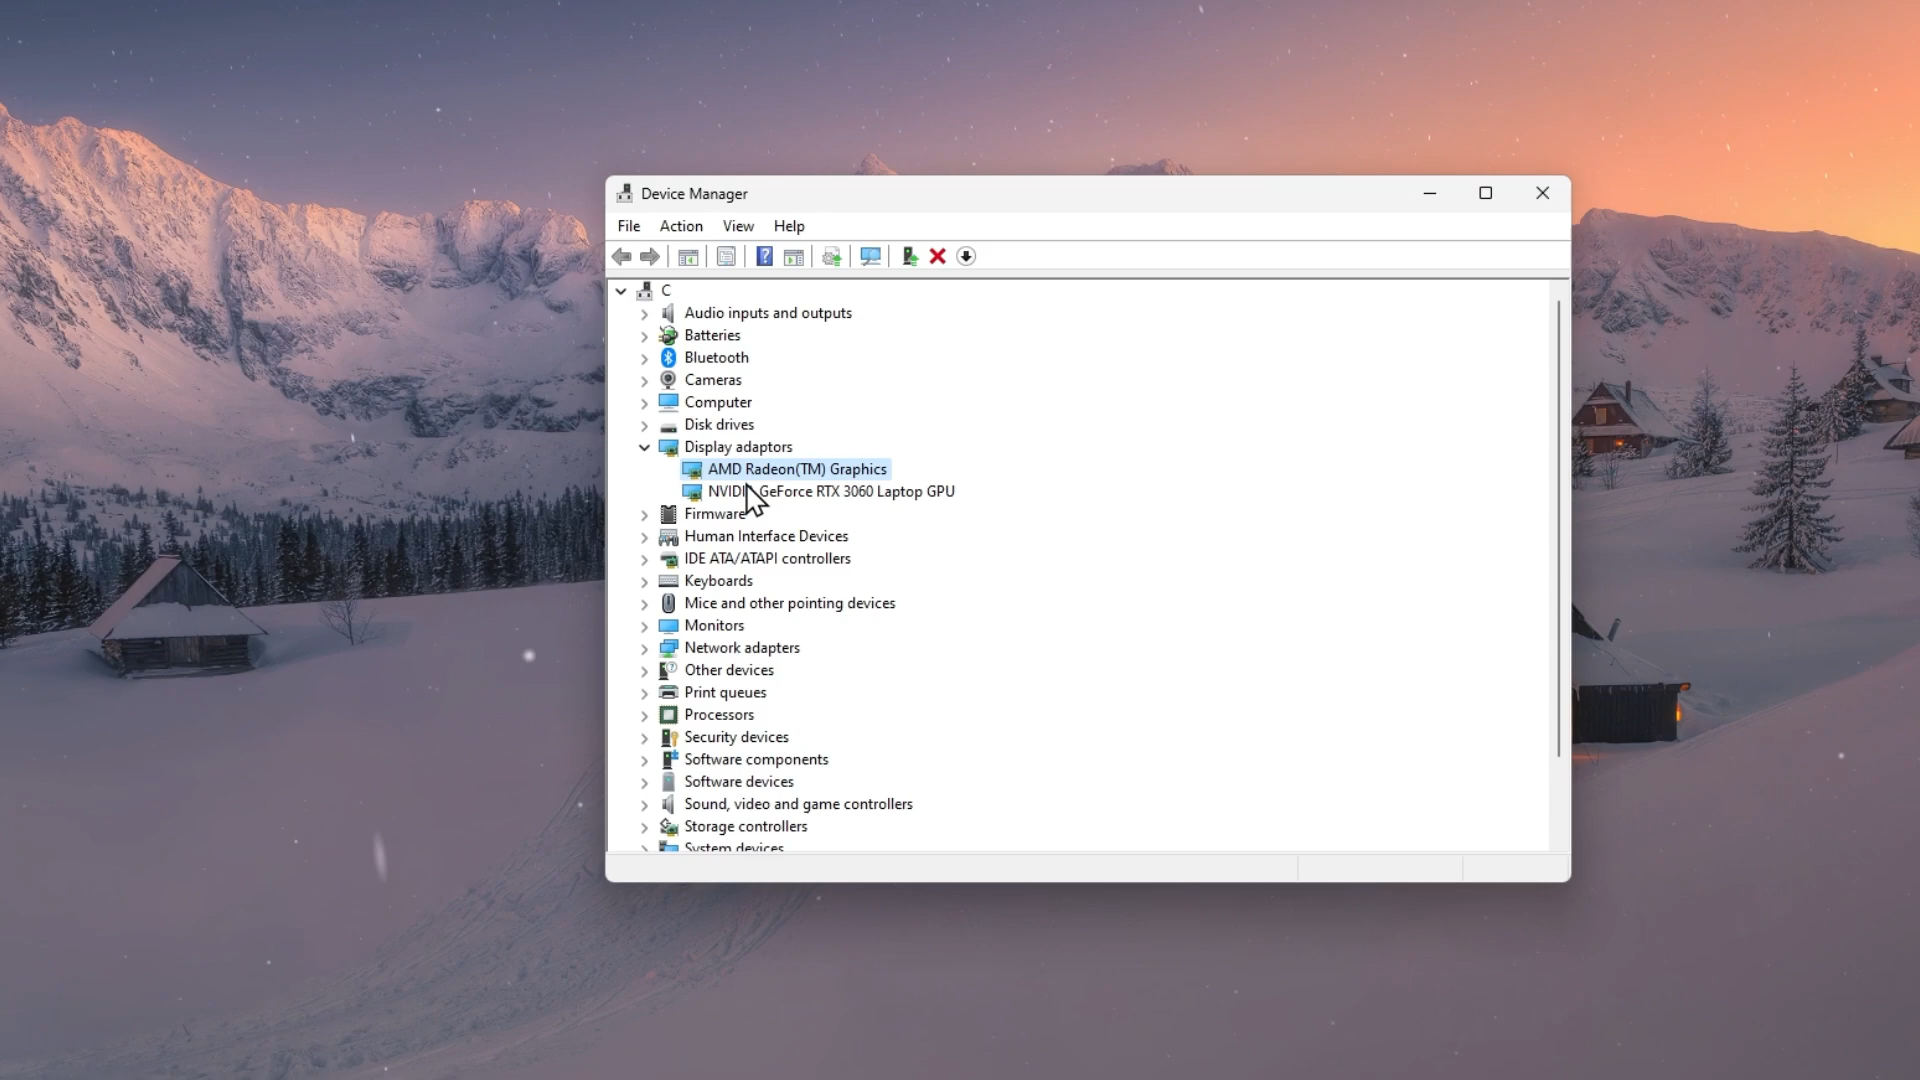 Device Manager
File Action View Help
C
Audio inputs and outputs
Batteries
Bluetooth
Cameras
Computer
Disk drives
Display adaptors
AMD Radeon(TM) Graphics
NVIDIA GeForce RTX 3060 Laptop GPU
Firmware
Human Interface Devices
IDE ATA/ATAPI controllers
Keyboards
Mice and other pointing devices
Monitors
Network adapters
Other devices
Print queues
Processors
Security devices
Software components
Software devices
Sound, video and game controllers
Storage controllers
System devices